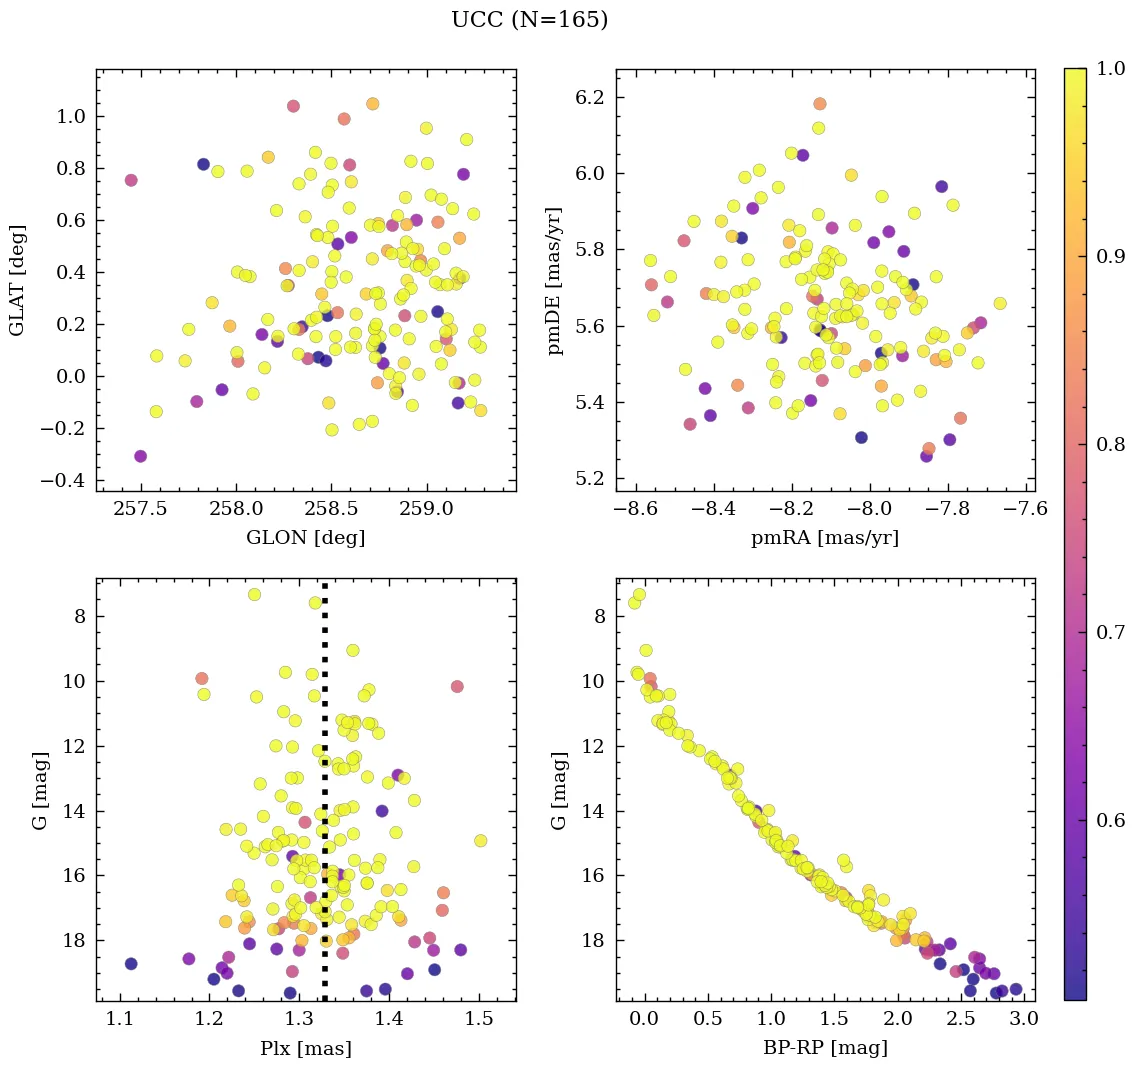 UCC (N=165)
1.0
0.8
0.6
0.4
0.2
0.0
−0.2
−0.4
GLAT [deg]
257.5 258.0 258.5 259.0
GLON [deg]
6.2
6.0
5.8
5.6
5.4
5.2
pmDE [mas/yr]
−8.6 −8.4 −8.2 −8.0 −7.8 −7.6
pmRA [mas/yr]
8
10
12
14
16
18
G [mag]
1.1 1.2 1.3 1.4 1.5
Plx [mas]
8
10
12
14
16
18
G [mag]
0.0 0.5 1.0 1.5 2.0 2.5 3.0
BP-RP [mag]
1.0
0.9
0.8
0.7
0.6